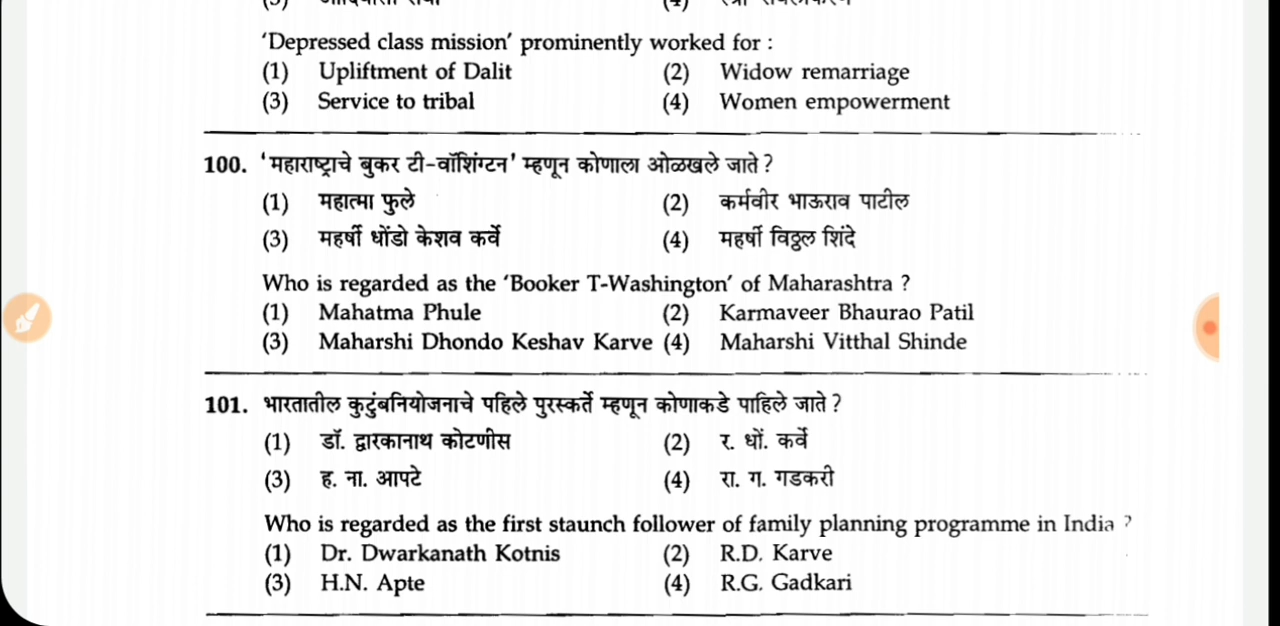 'Depressed class mission' prominently worked for :
(1) Upliftment of Dalit (2) Widow remarriage
(3) Service to tribal (4) Women empowerment
100. 'महाराष्ट्राचे बुकर टी-वॉशिंग्टन' म्हणून कोणाला ओळखले जाते ?
(1) महात्मा फुले (2) कर्मवीर भाऊराव पाटील
(3) महर्षी धोंडो केशव कर्वे (4) महर्षी विठ्ठल शिंदे
Who is regarded as the 'Booker T-Washington' of Maharashtra ?
(1) Mahatma Phule (2) Karmaveer Bhaurao Patil
(3) Maharshi Dhondo Keshav Karve (4) Maharshi Vitthal Shinde
101. भारतातील कुटुंबनियोजनाचे पहिले पुरस्कर्ते म्हणून कोणाकडे पाहिले जाते ?
(1) डॉ. द्वारकानाथ कोटणीस (2) र. धों. कर्वे
(3) ह. ना. आपटे (4) रा. ग. गडकरी
Who is regarded as the first staunch follower of family planning programme in India ?
(1) Dr. Dwarkanath Kotnis (2) R.D. Karve
(3) H.N. Apte (4) R.G. Gadkari